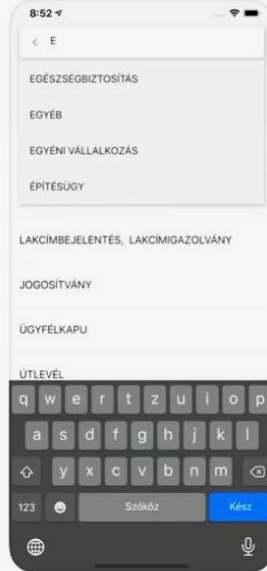 8:52
E
EGÉSZSÉGBIZTOSÍTÁS
EGYÉB
EGYÉNI VÁLLALKOZÁS
ÉPÍTÉSÜGY
LAKCÍMBEJELENTÉS, LAKCÍMIGAZOLVÁNY
JOGOSÍTVÁNY
ÜGYFÉLKAPU
ÚTLEVÉL
q w e r t z u i o p
a s d f g h j k l
y x c v b n m
123 Szóköz Kész